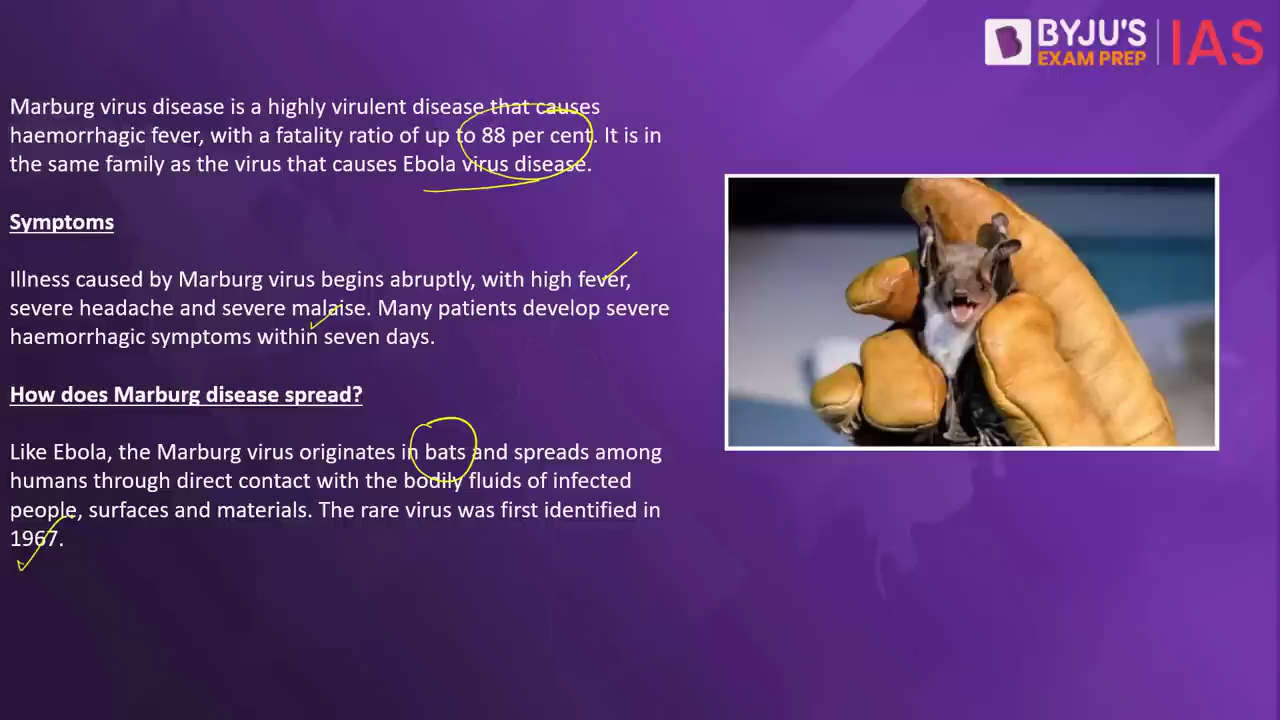 BYJU'S
EXAM PREP
IAS
Marburg virus disease is a highly virulent disease that causes
haemorrhagic fever, with a fatality ratio of up to 88 per cent. It is in
the same family as the virus that causes Ebola virus disease.
Symptoms
Illness caused by Marburg virus begins abruptly, with high fever,
severe headache and severe malaise. Many patients develop severe
haemorrhagic symptoms within seven days.
How does Marburg disease spread?
Like Ebola, the Marburg virus originates in bats and spreads among
humans through direct contact with the bodily fluids of infected
people, surfaces and materials. The rare virus was first identified in
1967.